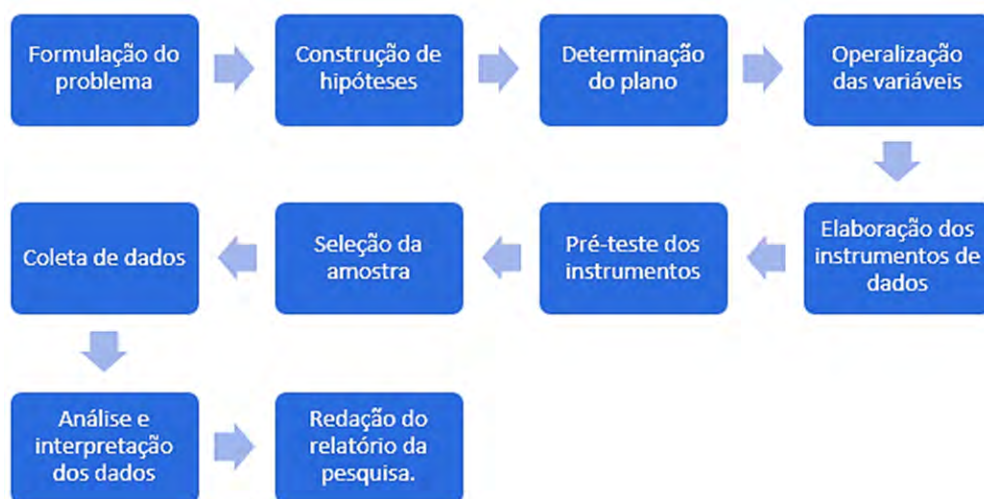 Formulação do
problema
Construção de
hipóteses
Determinação
do plano
Operalização
das variáveis
Elaboração dos
instrumentos de
dados
Pré-teste dos
instrumentos
Seleção da
amostra
Coleta de dados
Análise e
interpretação
dos dados
Redação do
relatório da
pesquisa.